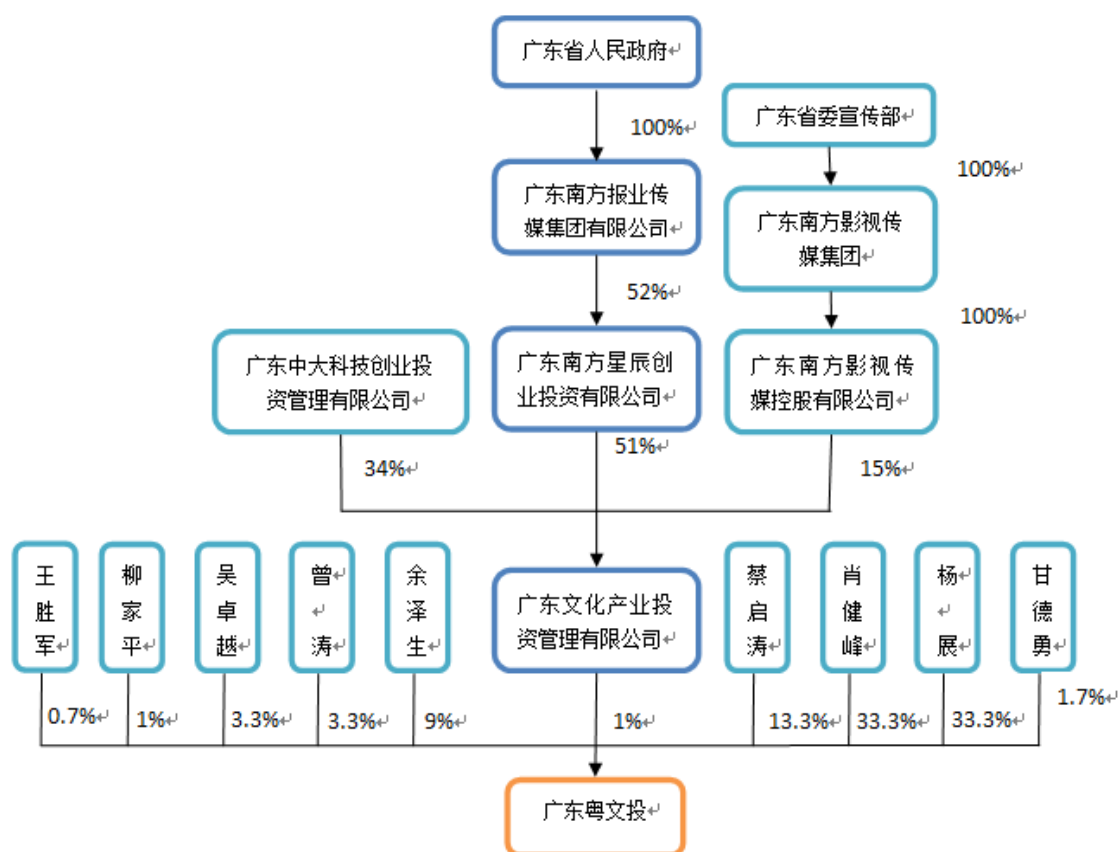 广东省人民政府↵
100%↵
广东省委宣传部↵
100%↵
广东南方报业传
媒集团有限公司↵
广东南方影视传
媒集团↵
52%↵
100%↵
广东中大科技创业投
资管理有限公司↵
广东南方星辰创
业投资有限公司↵
广东南方影视传
媒控股有限公司↵
34%↵
51%↵
15%↵
王
胜
军↵
柳
家
平↵
吴
卓
越↵
曾↵
↵
涛↵
余
泽
生↵
广东文化产业投
资管理有限公司↵
蔡
启
涛↵
肖
健
峰↵
杨↵
↵
展↵
甘
德
勇↵
0.7%↵
1%↵
3.3%↵
3.3%↵
9%↵
1%↵
13.3%↵
33.3%↵
33.3%↵
1.7%↵
广东粤文投↵